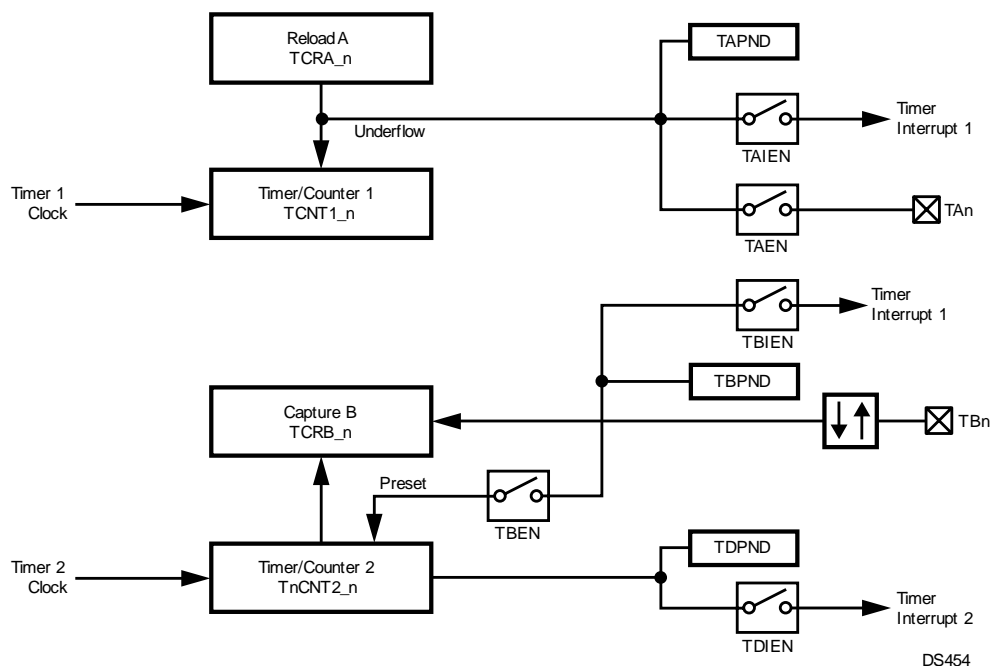 Reload A
TCRA_n
TAPND
Underflow
Timer
Interrupt 1
TAIEN
Timer 1
Clock
Timer/Counter 1
TCNT1_n
TAn
TAEN
Timer
Interrupt 1
TBIEN
TBPND
Capture B
TCRB_n
TBn
Preset
TBEN
TDPND
Timer 2
Clock
Timer/Counter 2
TnCNT2_n
Timer
Interrupt 2
TDIEN
DS454